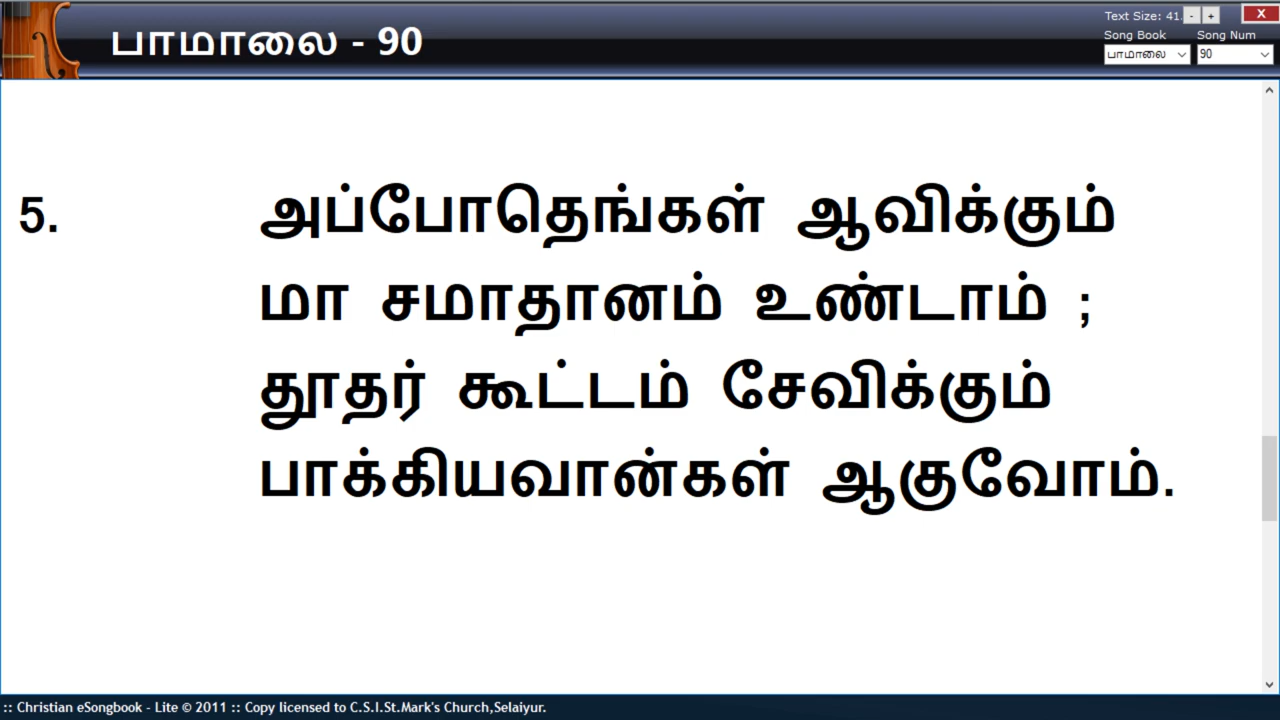 பாமாலை - 90
Text Size: 41. - + X
Song Book Song Num
பாமாலை 90
5. அப்போதெங்கள் ஆவிக்கும்
மா சமாதானம் உண்டாம் ;
தூதர் கூட்டம் சேவிக்கும்
பாக்கியவான்கள் ஆகுவோம்.
:: Christian eSongbook - Lite © 2011 :: Copy licensed to C.S.I.St.Mark's Church,Selaiyur.